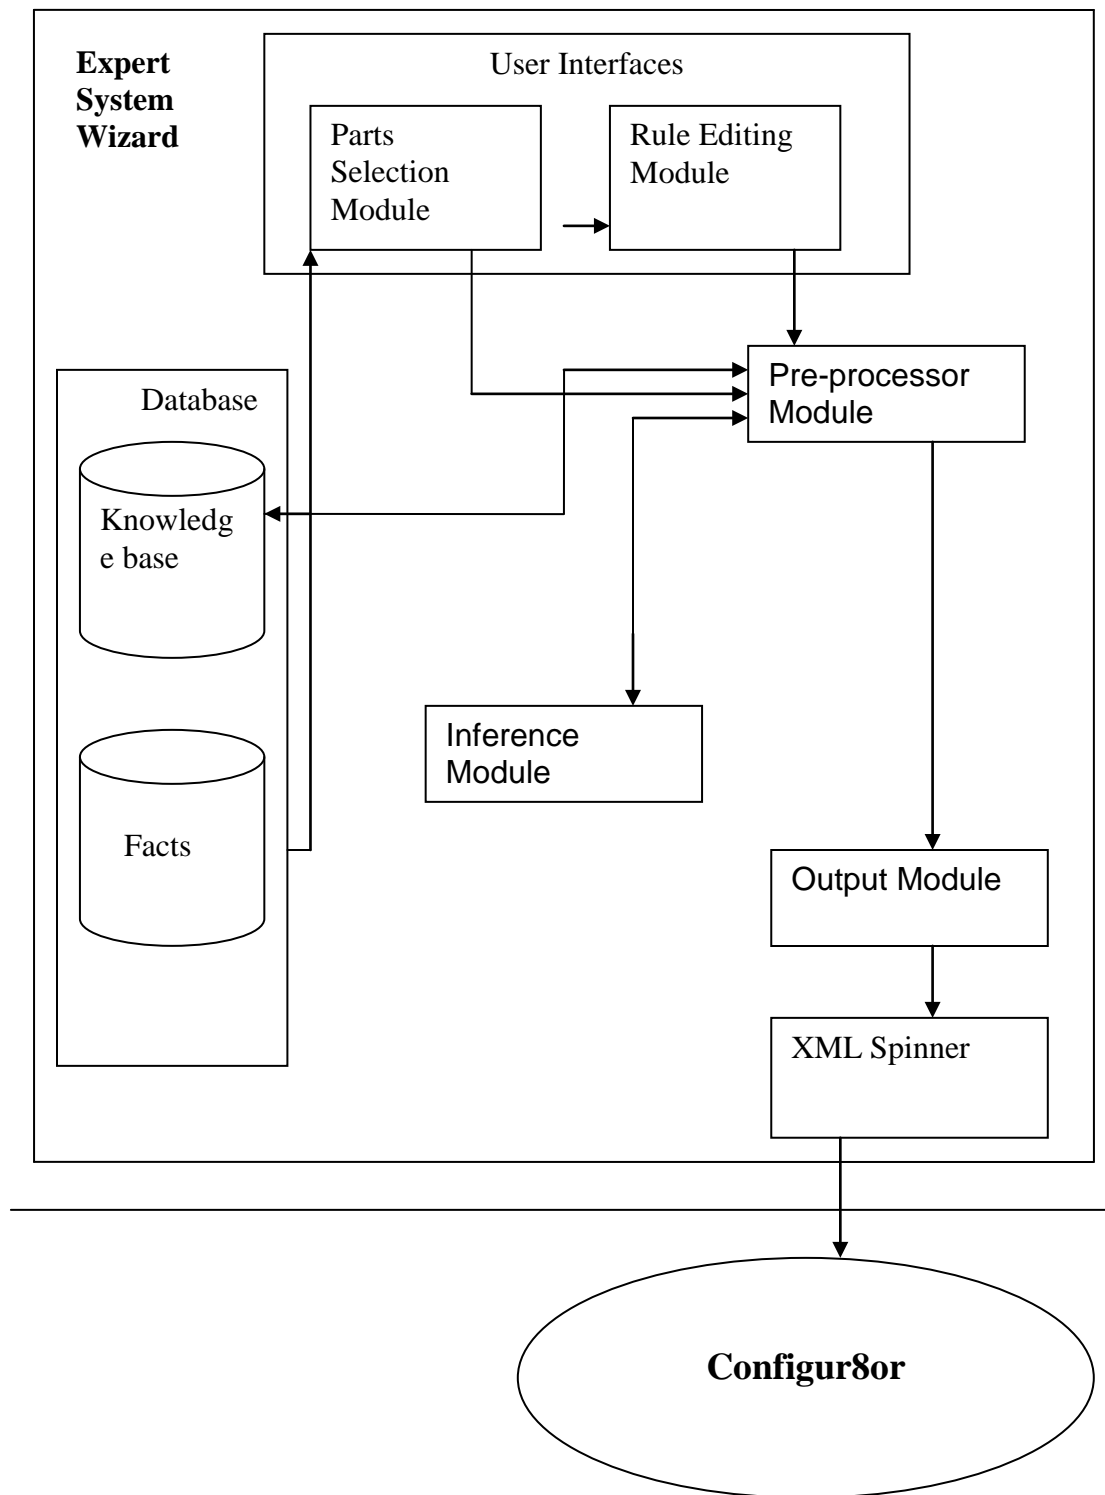 Expert
System
Wizard
User Interfaces
Parts
Selection
Module
Rule Editing
Module
Pre-processor
Module
Database
Knowledg
e base
Inference
Module
Facts
Output Module
XML Spinner
Configur8or